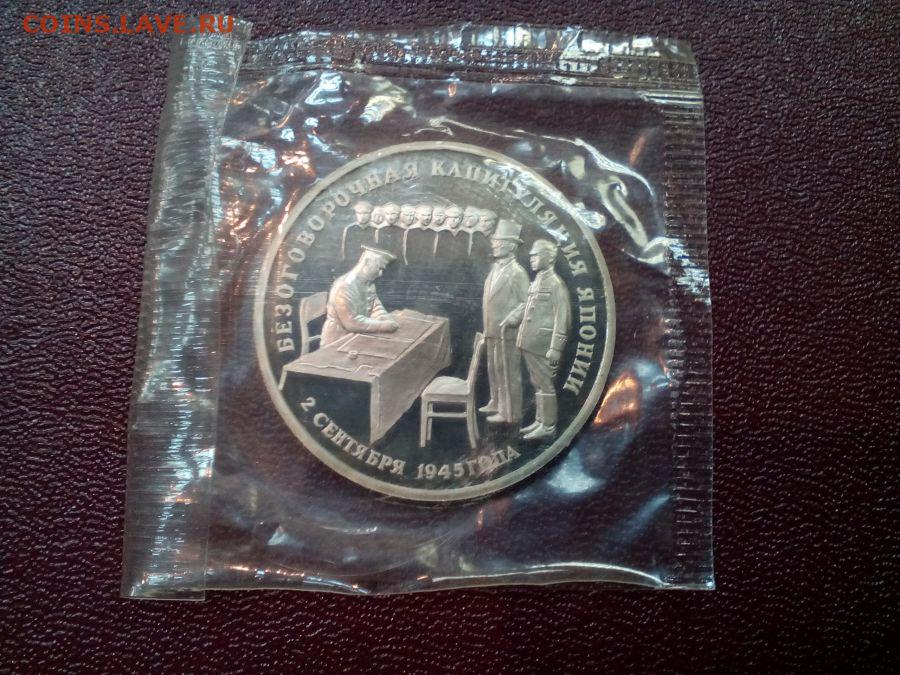 COINS.LAVE.RU
БЕЗОГОВОРОЧНАЯ КАПИТУЛЯЦИЯ ЯПОНИИ
2 СЕНТЯБРЯ 1945 ГОДА